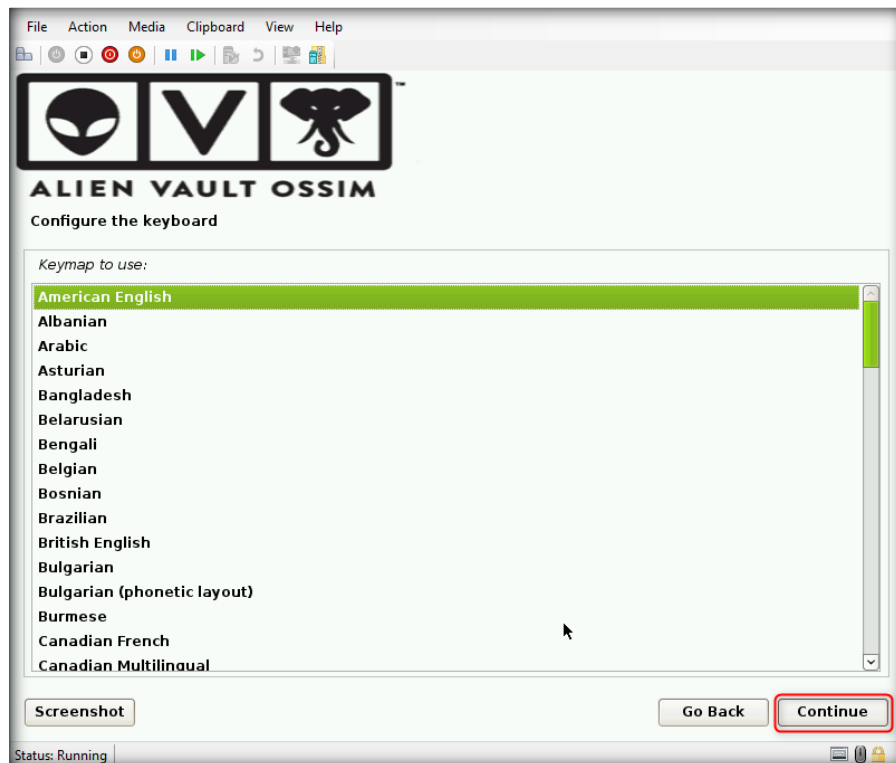 File Action Media Clipboard View Help
V
™
ALIEN VAULT OSSIM
Configure the keyboard
Keymap to use:
American English
Albanian
Arabic
Asturian
Bangladesh
Belarusian
Bengali
Belgian
Bosnian
Brazilian
British English
Bulgarian
Bulgarian (phonetic layout)
Burmese
Canadian French
Canadian Multilingual
Screenshot Go Back Continue
Status: Running